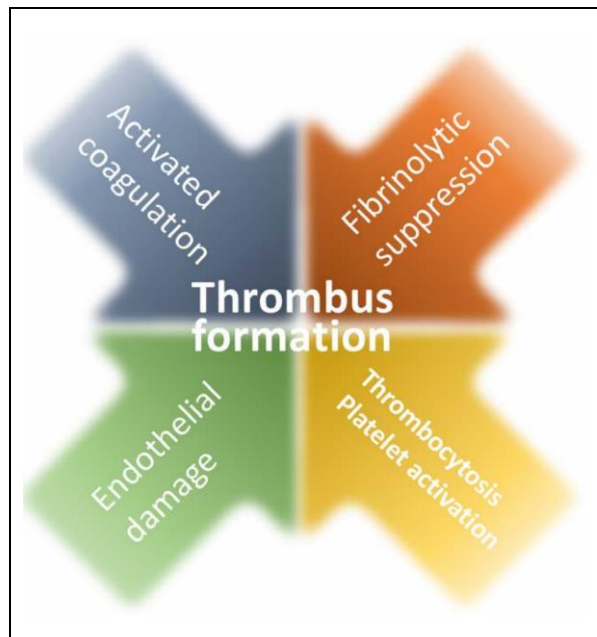 Activated
coagulation
Fibrinolytic
suppression
Thrombus
formation
Endothelial
damage
Thrombocytosis
Platelet activation